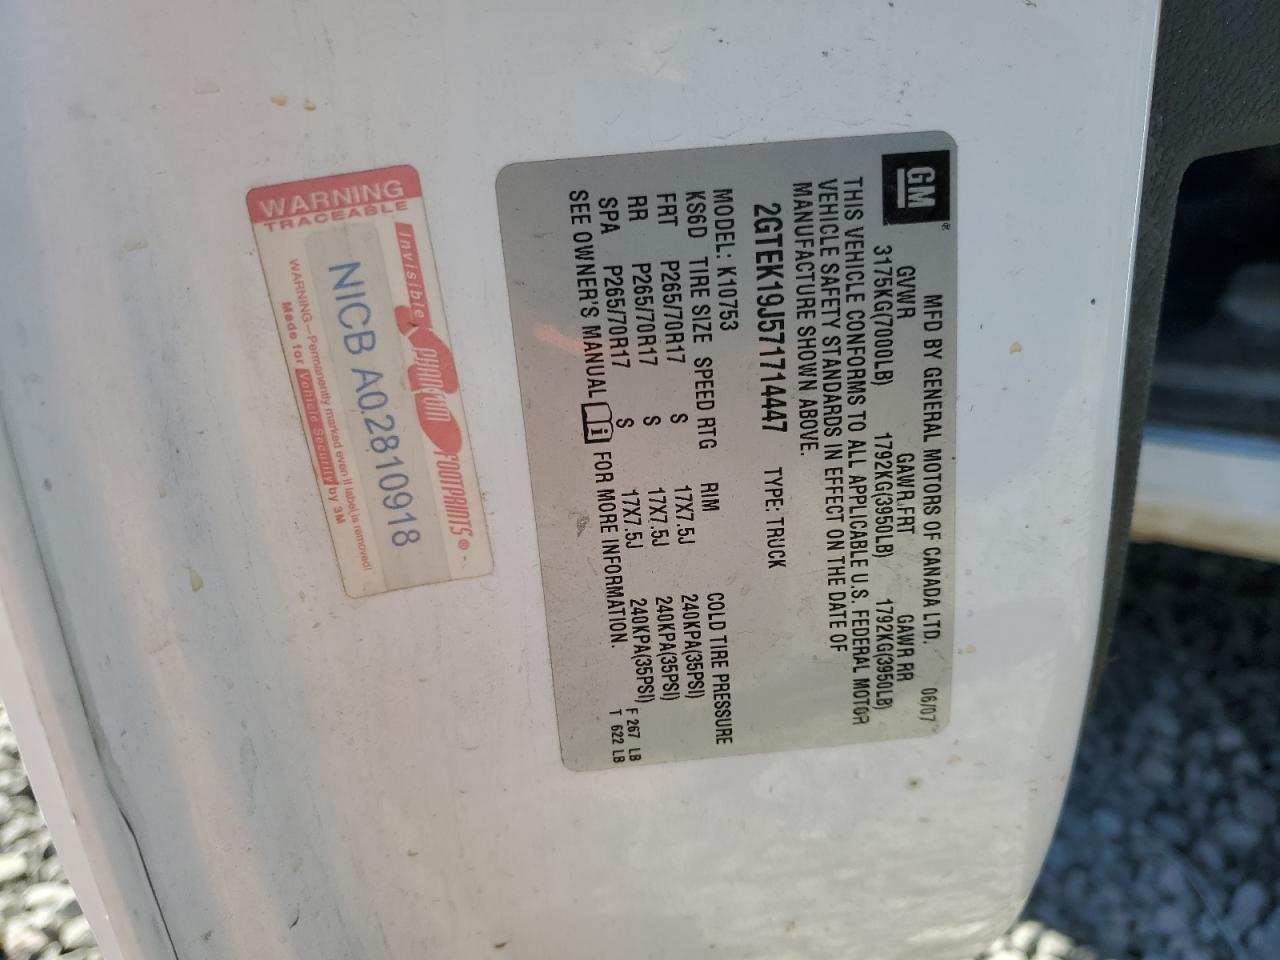 GM®
MFD BY GENERAL MOTORS OF CANADA LTD. 06/07
GVWR GAWR FRT GAWR RR
3175KG(7000LB) 1792KG(3950LB) 1792KG(3950LB)
THIS VEHICLE CONFORMS TO ALL APPLICABLE U.S. FEDERAL MOTOR
VEHICLE SAFETY STANDARDS IN EFFECT ON THE DATE OF
MANUFACTURE SHOWN ABOVE.
2GTEK19J571714447 TYPE: TRUCK
MODEL: K10753
KS6D TIRE SIZE SPEED RTG RIM COLD TIRE PRESSURE
FRT P265/70R17 S 17X7.5J 240KPA(35PSI)
RR P265/70R17 S 17X7.5J 240KPA(35PSI)
SPA P265/70R17 S 17X7.5J 240KPA(35PSI) F 267 LB
SEE OWNER'S MANUAL i FOR MORE INFORMATION. T 622 LB
WARNING
TRACEABLE
Invisible PHANTOM FOOTPRINTS®
NICB A02810918
WARNING-Permanently marked even if label is removed!
Made for Vehicle Security by 3M